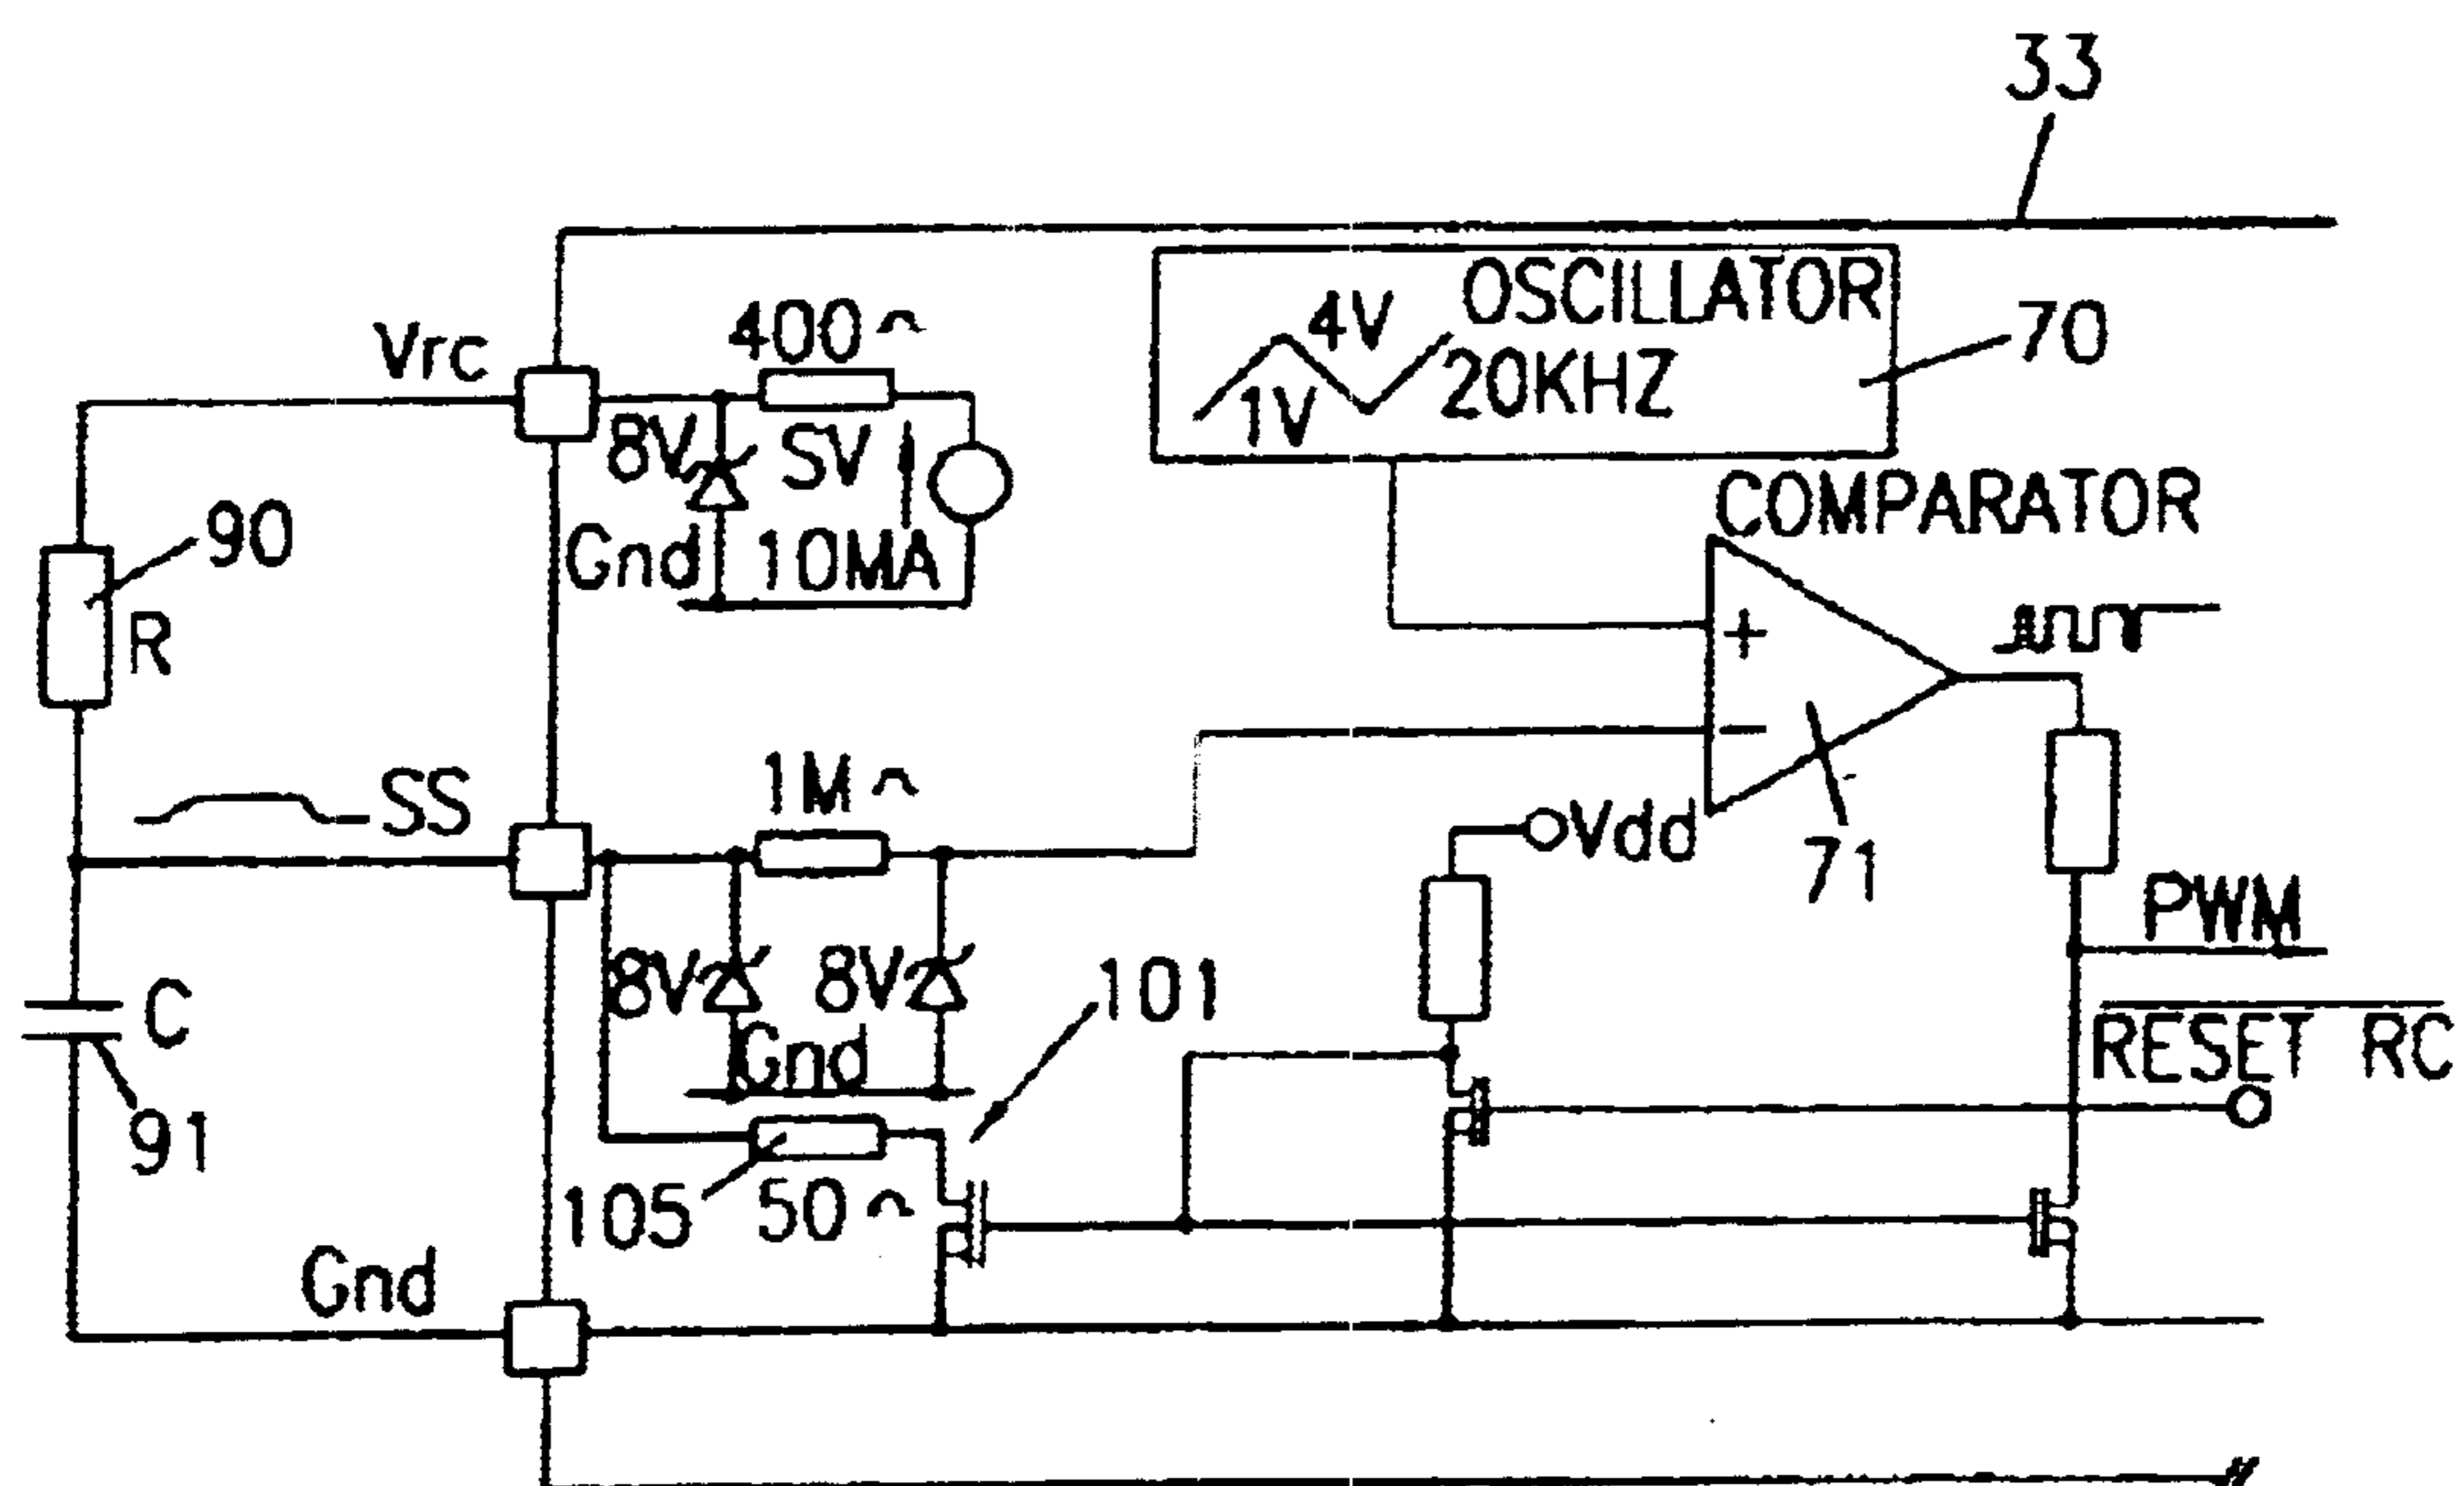 33
OSCILLATOR
4V
20KHZ
1V
70
Vrc
400
8V
SV
10MA
Gnd
COMPARATOR
+
−
71
90
R
SS
1M
Vdd
PWM
8V
8V
Gnd
101
C
91
RESET RC
105
50
Gnd